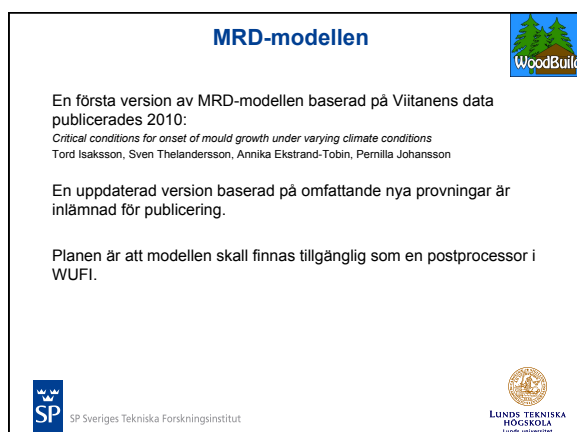 MRD-modellen
WoodBuild
En första version av MRD-modellen baserad på Viitanens data
publicerades 2010:
Critical conditions for onset of mould growth under varying climate conditions
Tord Isaksson, Sven Thelandersson, Annika Ekstrand-Tobin, Pernilla Johansson
En uppdaterad version baserad på omfattande nya provningar är
inlämnad för publicering.
Planen är att modellen skall finnas tillgänglig som en postprocessor i
WUFI.
SP
SP Sveriges Tekniska Forskningsinstitut
LUNDS TEKNISKA
HÖGSKOLA
Lunds universitet